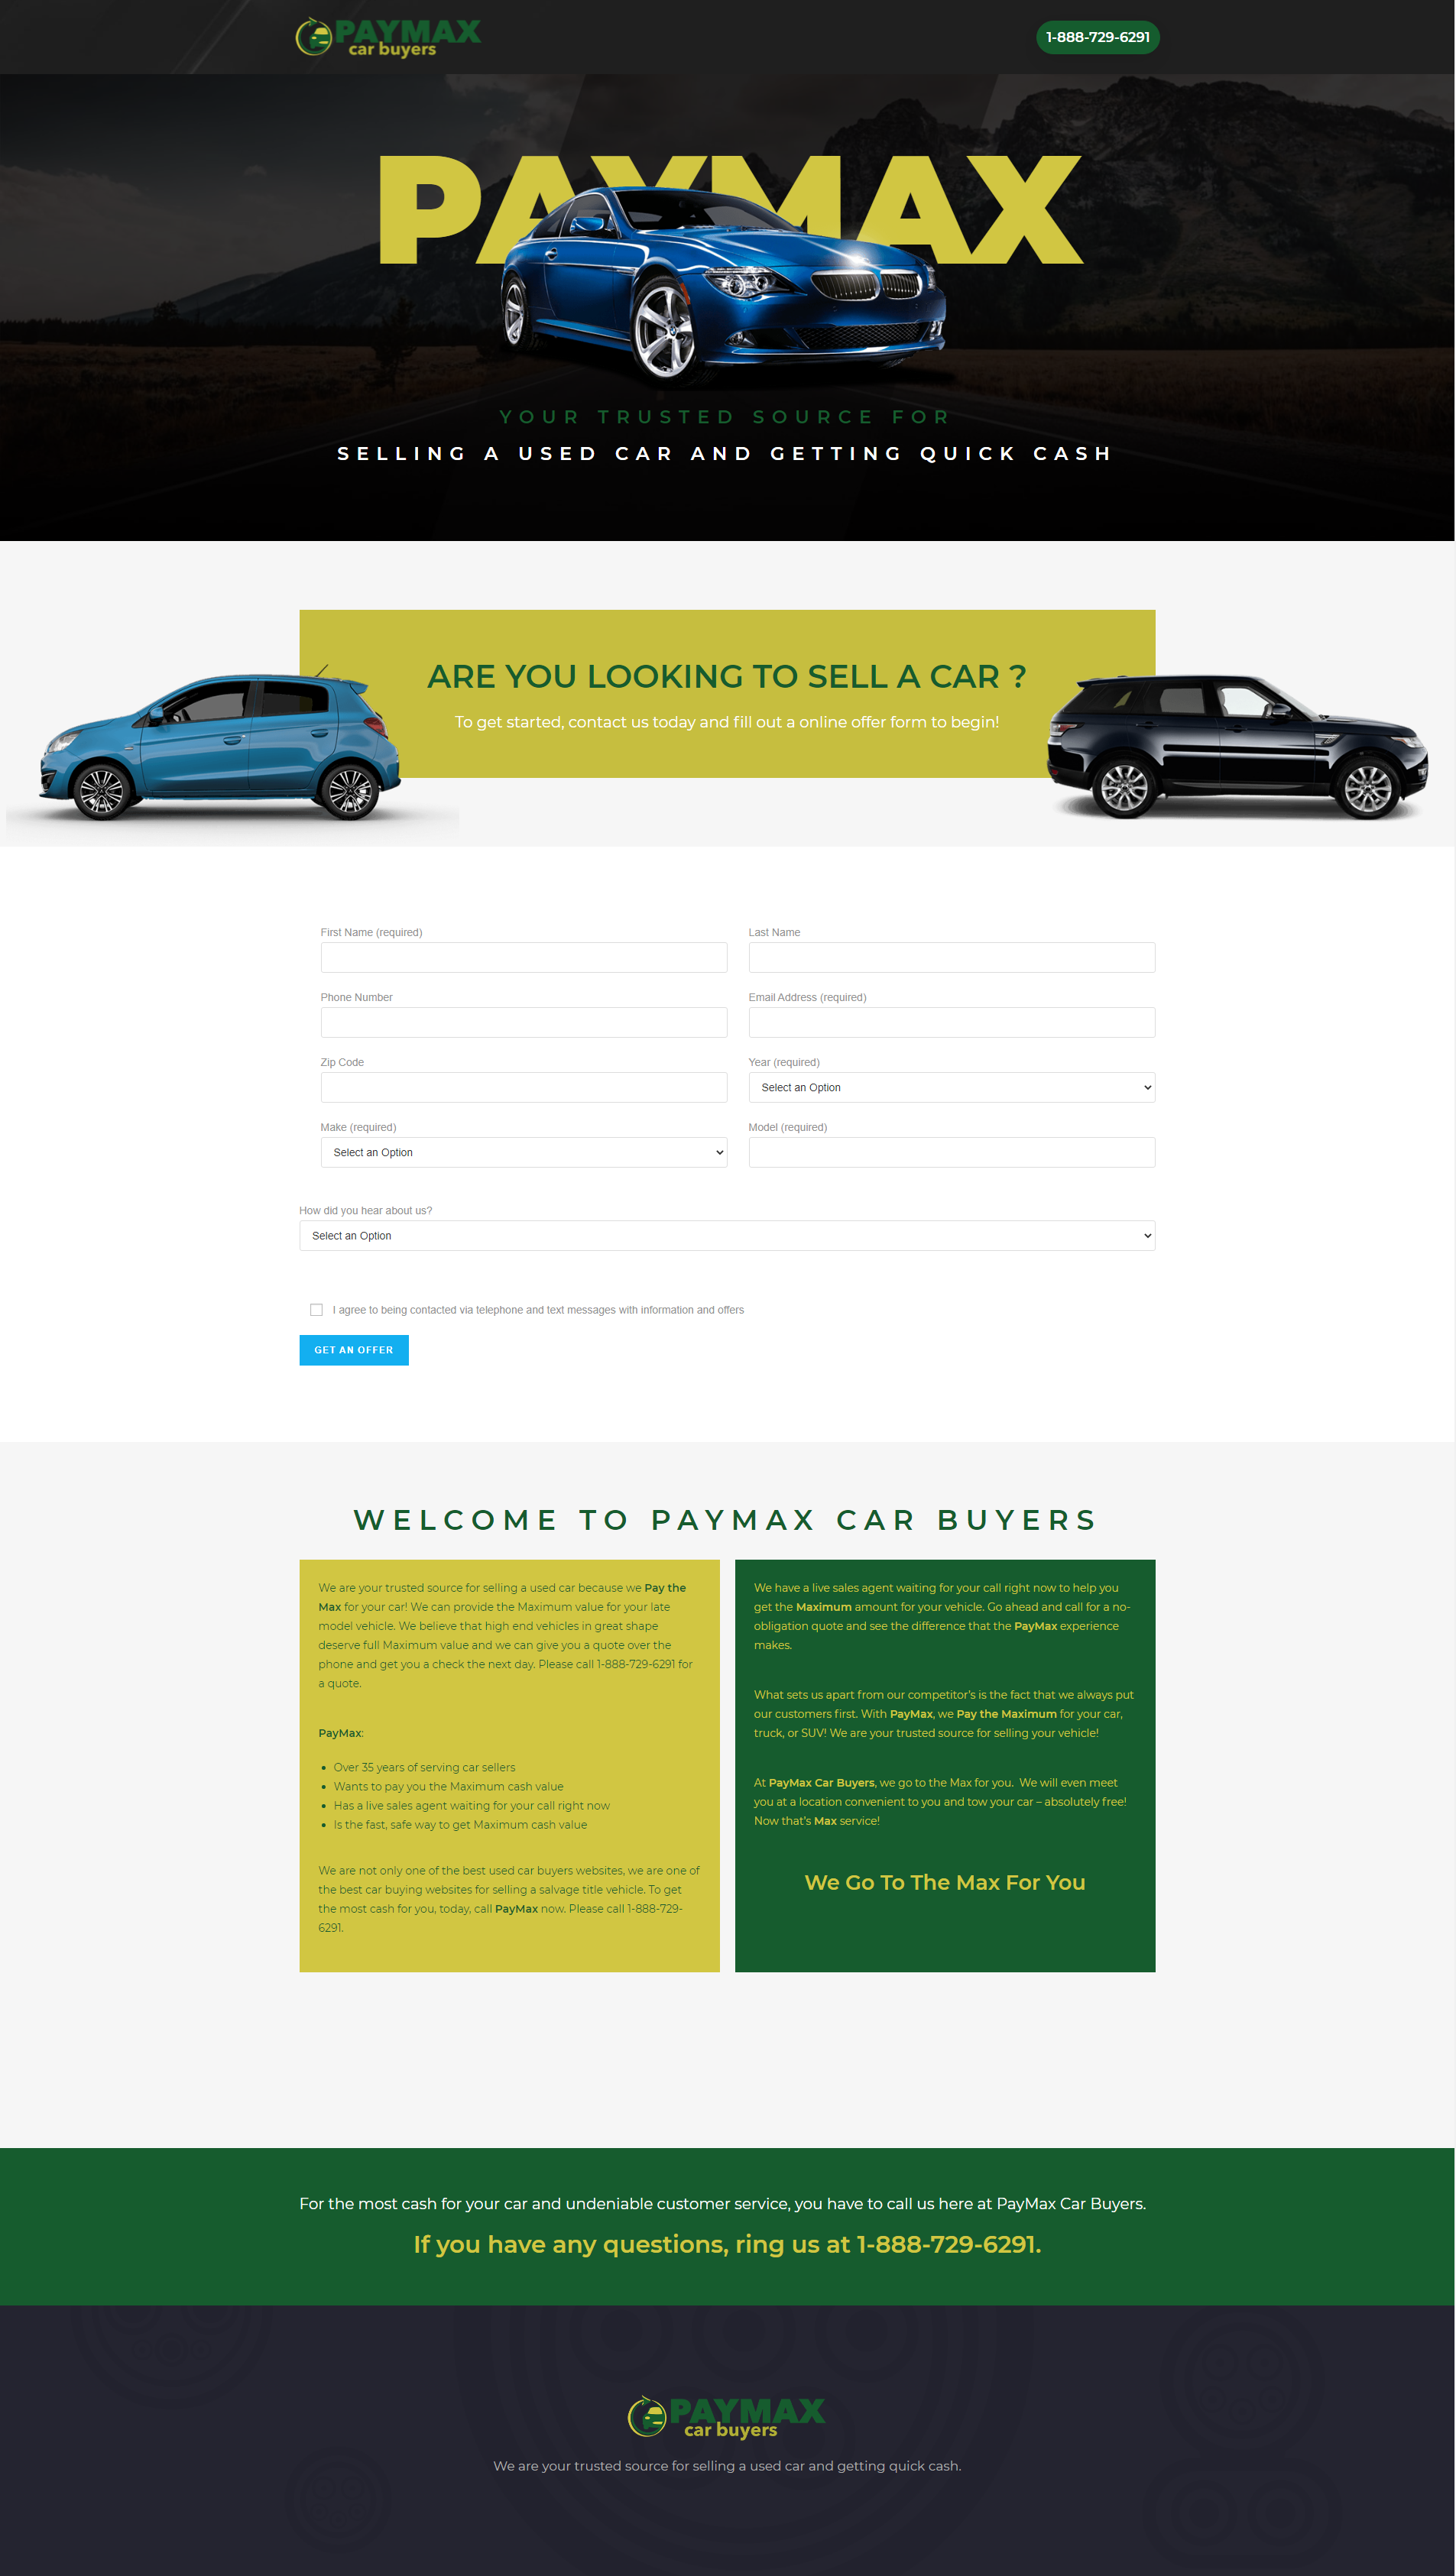 PAYMAX
car buyers
1-888-729-6291
PAYMAX
YOUR TRUSTED SOURCE FOR
SELLING A USED CAR AND GETTING QUICK CASH
ARE YOU LOOKING TO SELL A CAR ?
To get started, contact us today and fill out a online offer form to begin!
First Name (required)
Last Name
Phone Number
Email Address (required)
Zip Code
Year (required)
Select an Option
Make (required)
Select an Option
Model (required)
How did you hear about us?
Select an Option
I agree to being contacted via telephone and text messages with information and offers
GET AN OFFER
WELCOME TO PAYMAX CAR BUYERS
We are your trusted source for selling a used car because we Pay the
Max for your car! We can provide the Maximum value for your late
model vehicle. We believe that high end vehicles in great shape
deserve full Maximum value and we can give you a quote over the
phone and get you a check the next day. Please call 1-888-729-6291 for
a quote.
PayMax:
• Over 35 years of serving car sellers
• Wants to pay you the Maximum cash value
• Has a live sales agent waiting for your call right now
• Is the fast, safe way to get Maximum cash value
We are not only one of the best used car buyers websites, we are one of
the best car buying websites for selling a salvage title vehicle. To get
the most cash for you, today, call PayMax now. Please call 1-888-729-
6291.
We have a live sales agent waiting for your call right now to help you
get the Maximum amount for your vehicle. Go ahead and call for a no-
obligation quote and see the difference that the PayMax experience
makes.
What sets us apart from our competitor's is the fact that we always put
our customers first. With PayMax, we Pay the Maximum for your car,
truck, or SUV! We are your trusted source for selling your vehicle!
At PayMax Car Buyers, we go to the Max for you.  We will even meet
you at a location convenient to you and tow your car – absolutely free!
Now that's Max service!
We Go To The Max For You
For the most cash for your car and undeniable customer service, you have to call us here at PayMax Car Buyers.
If you have any questions, ring us at 1-888-729-6291.
PAYMAX
car buyers
We are your trusted source for selling a used car and getting quick cash.